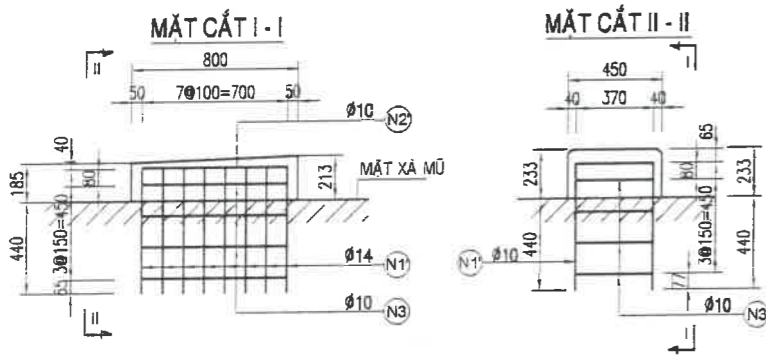 MẶT CẮT I - I
II
800
50
7@100=700
50
Ø10
N2'
40
185
80
213
MẶT XÀ MŨ
440
3@150=450
65
Ø14
N1'
Ø10
N3
II
MẶT CẮT II - II
I
450
40
370
40
65
233
80
233
440
3@150=450
440
N1'
Ø10
77
Ø10
N3
I